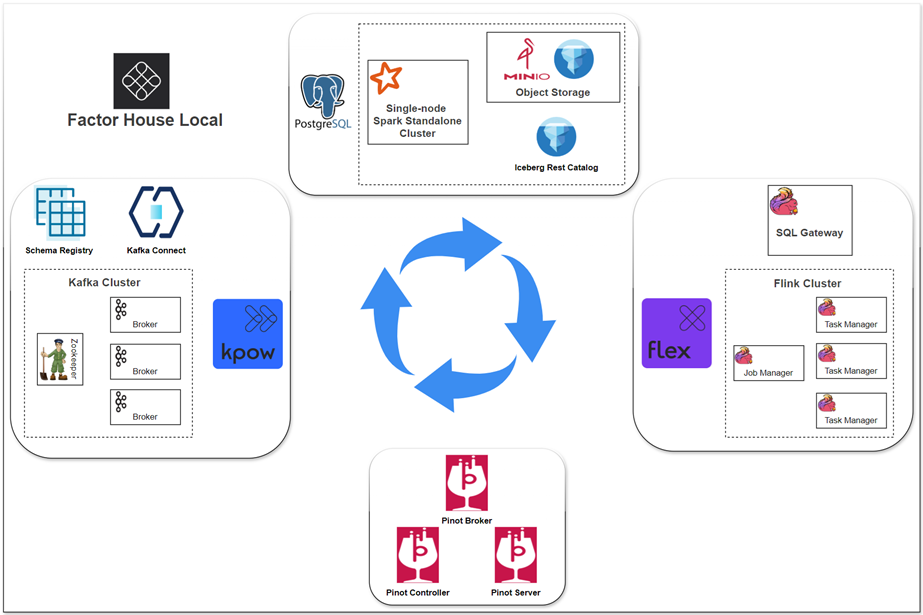 Factor House Local
PostgreSQL
Single-node
Spark Standalone
Cluster
MINIO
Object Storage
Iceberg Rest Catalog
Schema Registry
Kafka Connect
Kafka Cluster
Zookeeper
Broker
Broker
Broker
kpow
SQL Gateway
flex
Flink Cluster
Task Manager
Job Manager
Task Manager
Task Manager
Pinot Broker
Pinot Controller
Pinot Server